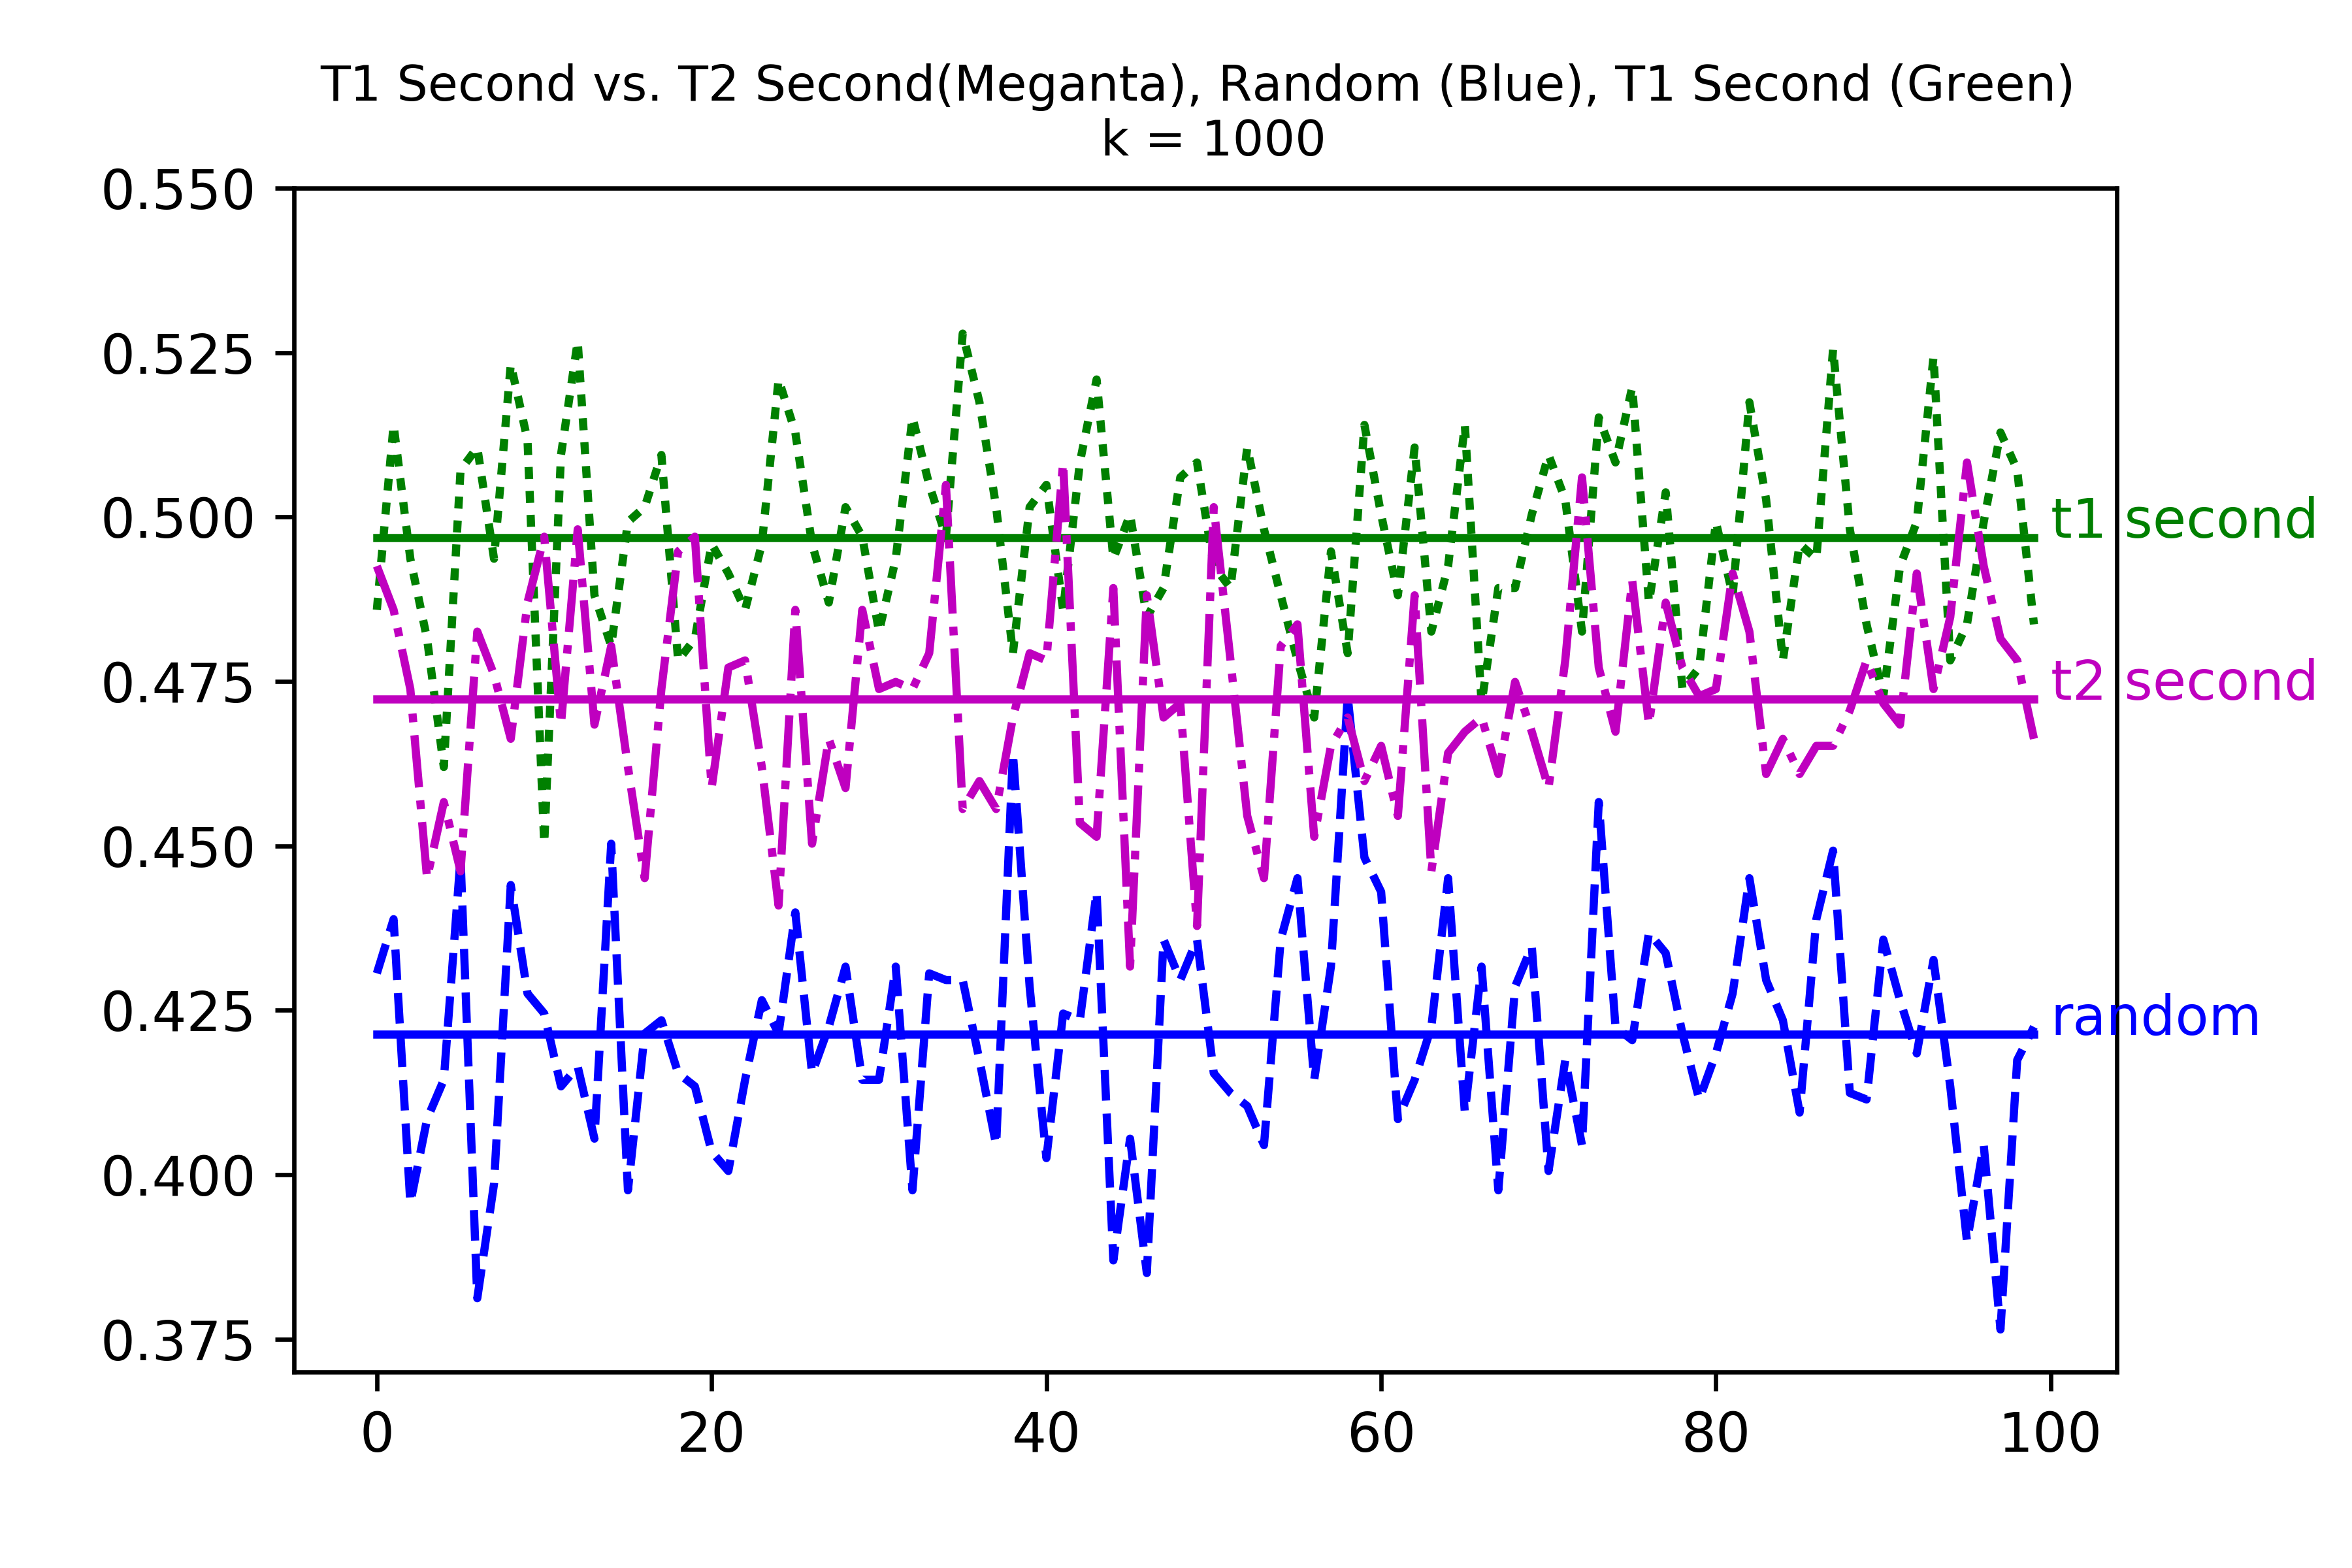 T1 Second vs. T2 Second(Meganta), Random (Blue), T1 Second (Green)
k = 1000
0.550
0.525
0.500
t1 second
0.475
t2 second
0.450
0.425
random
0.400
0.375
0 20 40 60 80 100